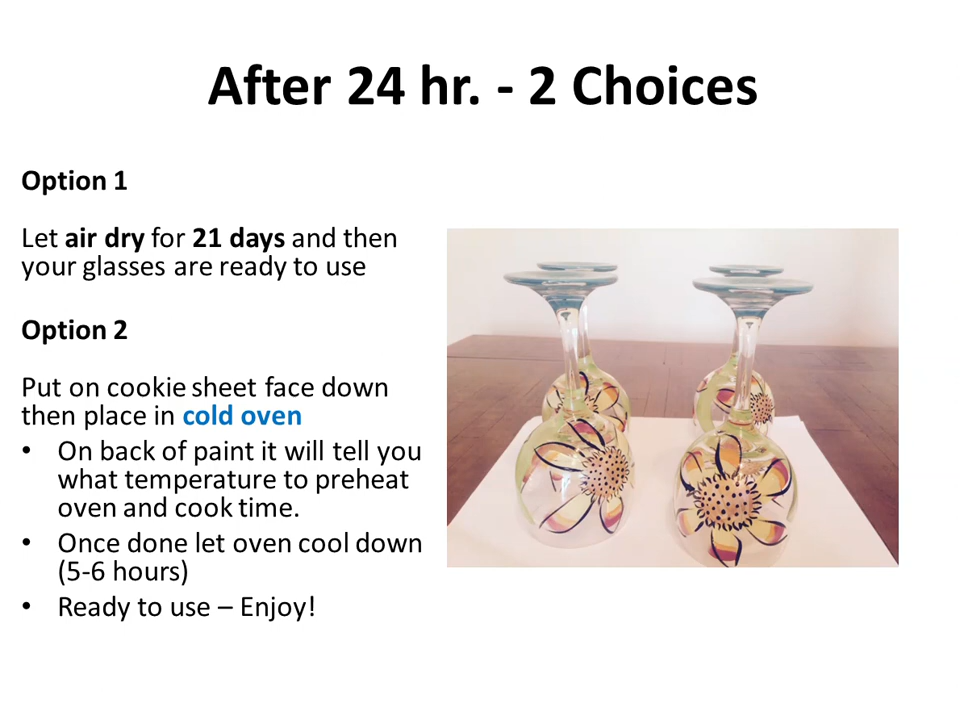 After 24 hr. - 2 Choices
Option 1
Let air dry for 21 days and then
your glasses are ready to use
Option 2
Put on cookie sheet face down
then place in cold oven
• On back of paint it will tell you
what temperature to preheat
oven and cook time.
• Once done let oven cool down
(5-6 hours)
• Ready to use – Enjoy!